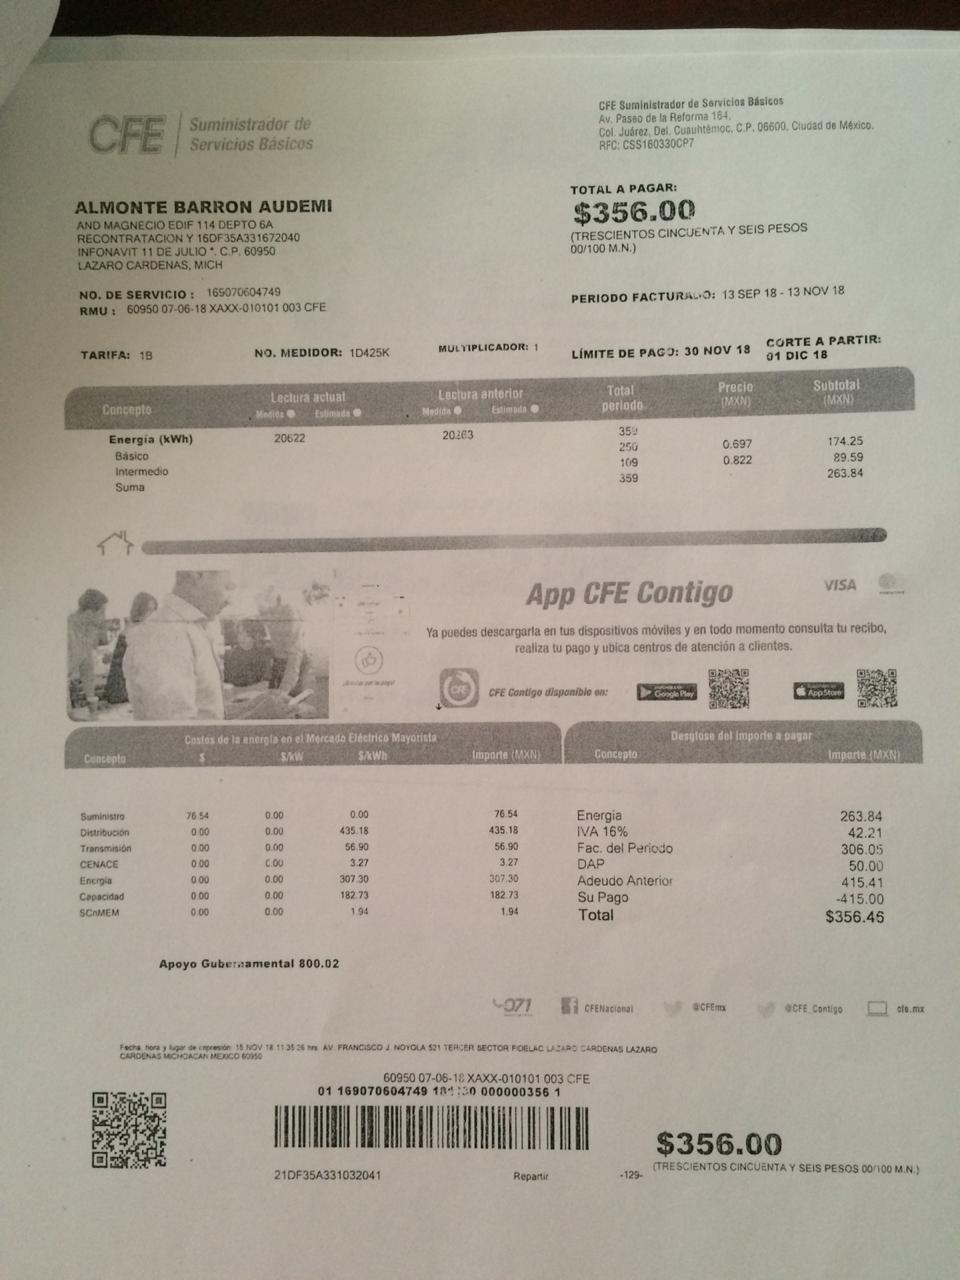 CFE
Suministrador de
Servicios Básicos
CFE Suministrador de Servicios Básicos
Av. Paseo de la Reforma 164,
Col. Juárez, Del. Cuauhtémoc, C.P. 06600, Ciudad de México.
RFC: CSS160330CP7
ALMONTE BARRON AUDEMI
AND MAGNECIO EDIF 114 DEPTO 6A
RECONTRATACION Y 16DF35A331672040
INFONAVIT 11 DE JULIO *. C.P. 60950
LAZARO CARDENAS, MICH
TOTAL A PAGAR:
$356.00
(TRESCIENTOS CINCUENTA Y SEIS PESOS
00/100 M.N.)
NO. DE SERVICIO : 169070604749
RMU : 60950 07-06-18 XAXX-010101 003 CFE
PERIODO FACTURADO: 13 SEP 18 - 13 NOV 18
TARIFA: 1B NO. MEDIDOR: 1D425K MULTIPLICADOR: 1 LÍMITE DE PAGO: 30 NOV 18
CORTE A PARTIR:
01 DIC 18
Concepto Lectura actual Lectura anterior Total periodo Precio (MXN) Subtotal (MXN)
Medida Estimada Medida Estimada
Energía (kWh) 20622 20263 359
Básico 250 0.697 174.25
Intermedio 109 0.822 89.59
Suma 359 263.84
App CFE Contigo
VISA
Ya puedes descargarla en tus dispositivos móviles y en todo momento consulta tu recibo,
realiza tu pago y ubica centros de atención a clientes.
CFE
CFE Contigo disponible en:
Google Play
App Store
Costos de la energía en el Mercado Eléctrico Mayorista
Concepto $ $/kW $/kWh Importe (MXN)
Suministro 76.54 0.00 0.00 76.54
Distribución 0.00 0.00 435.18 435.18
Transmisión 0.00 0.00 56.90 56.90
CENACE 0.00 0.00 3.27 3.27
Energía 0.00 0.00 307.30 307.30
Capacidad 0.00 0.00 182.73 182.73
SCnMEM 0.00 0.00 1.94 1.94
Desglose del importe a pagar
Concepto Importe (MXN)
Energía 263.84
IVA 16% 42.21
Fac. del Periodo 306.05
DAP 50.00
Adeudo Anterior 415.41
Su Pago -415.00
Total $356.46
Apoyo Gubernamental 800.02
071
CFENacional
@CFEmx
@CFE_Contigo
cfe.mx
Fecha, hora y lugar de impresión: 15 NOV 18 11:35:26 hrs. AV. FRANCISCO J. NOYOLA 521 TERCER SECTOR FIDELAC LAZARO CARDENAS LAZARO
CARDENAS MICHOACAN MEXICO 60950
60950 07-06-18 XAXX-010101 003 CFE
01 169070604749 181130 000000356 1
21DF35A331032041 Repartir -129-
$356.00
(TRESCIENTOS CINCUENTA Y SEIS PESOS 00/100 M.N.)